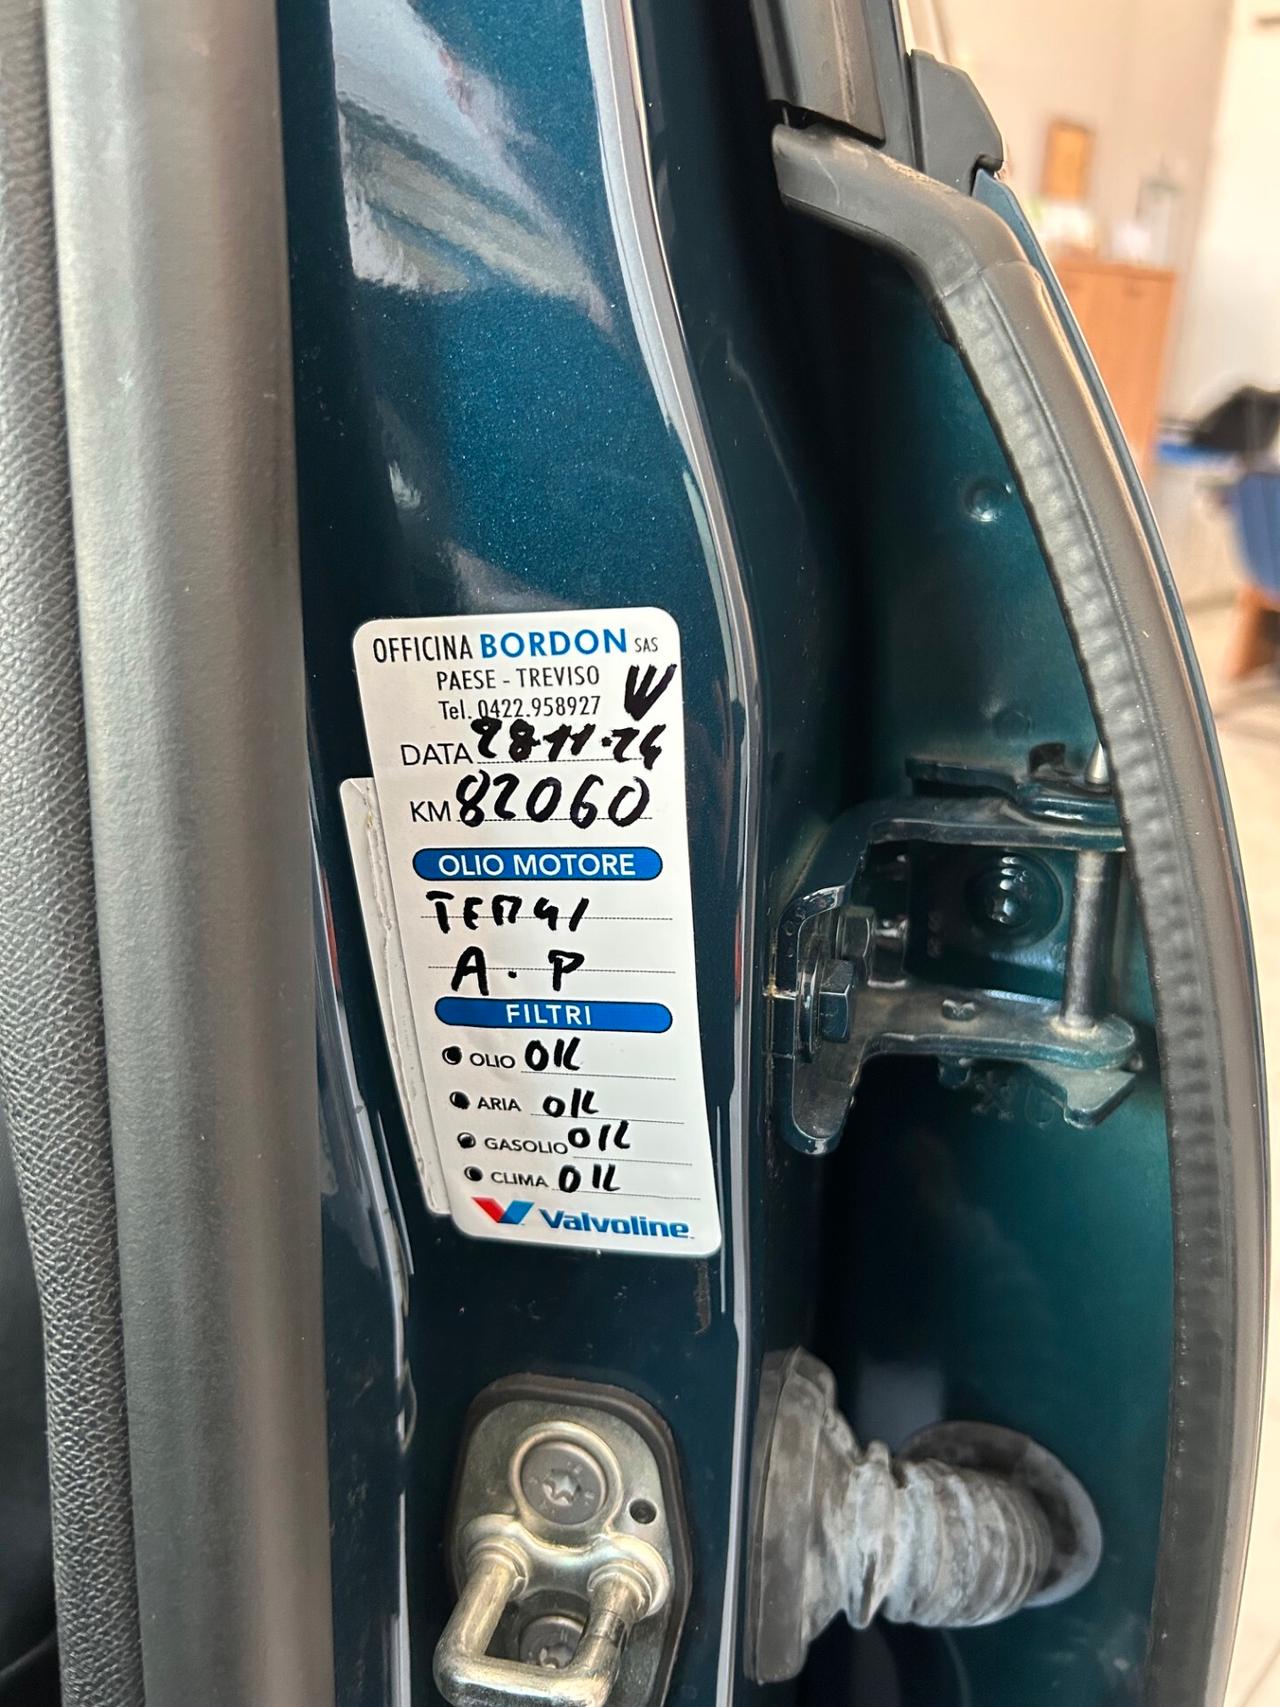 OFFICINA BORDON SAS
PAESE - TREVISO
Tel. 0422.958927 W
DATA 28.11.24
KM 82060
OLIO MOTORE
A. P
FILTRI
OLIO OK
ARIA OK
GASOLIO OK
CLIMA OK
Valvoline